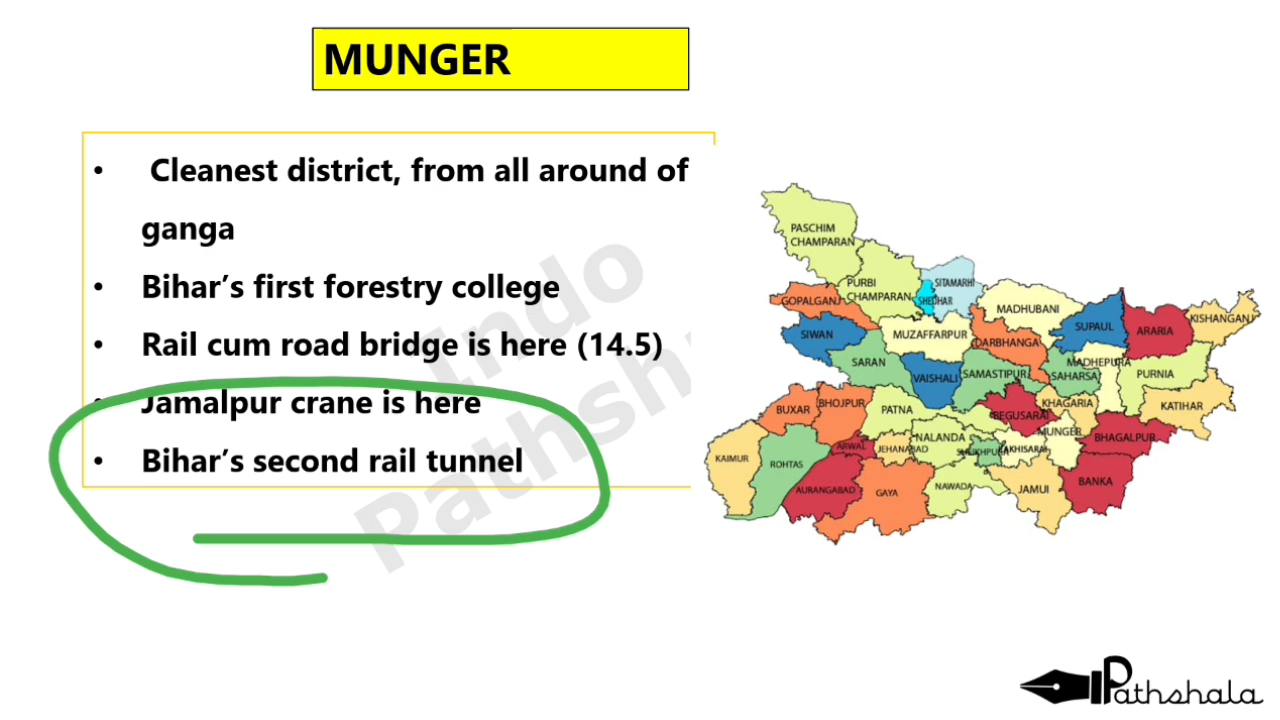 MUNGER
• Cleanest district, from all around of
ganga
• Bihar’s first forestry college
• Rail cum road bridge is here (14.5)
• Jamalpur crane is here
• Bihar’s second rail tunnel
Indo
Pathsh
PASCHIM
CHAMPARAN
PURBI
CHAMPARAN
SITAMARHI
SHEOHAR
GOPALGANJ
MADHUBANI
KISHANGANJ
SIWAN
MUZAFFARPUR
DARBHANGA
SUPAUL
ARARIA
SARAN
VAISHALI
SAMASTIPUR
SAHARSA
MADHEPURA
PURNIA
BUXAR
BHOJPUR
PATNA
BEGUSARAI
KHAGARIA
KATIHAR
KAIMUR
ROHTAS
ARWAL
JEHANABAD
NALANDA
SHEIKHPURA
LAKHISARAI
MUNGER
BHAGALPUR
AURANGABAD
GAYA
NAWADA
JAMUI
BANKA
Pathshala